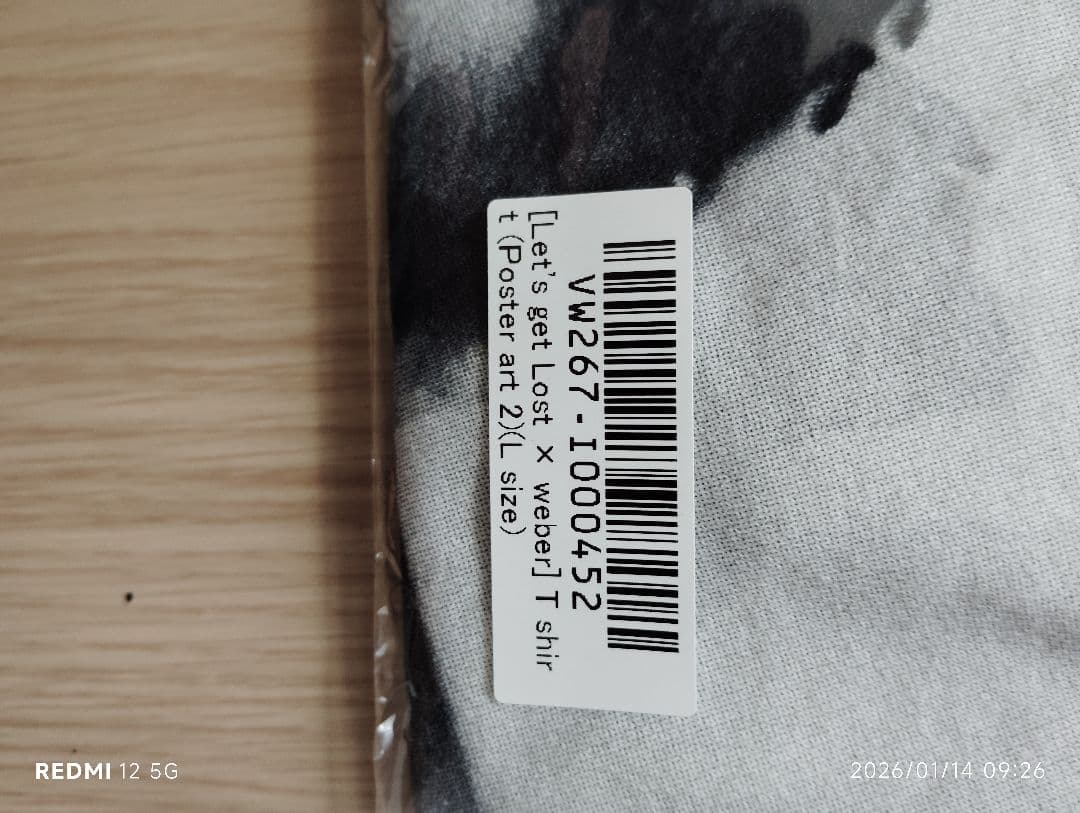 VW267-I000452
[Let's get Lost × weber] T shir
t (Poster art 2)(L size)
REDMI 12 5G
2026/01/14 09:26